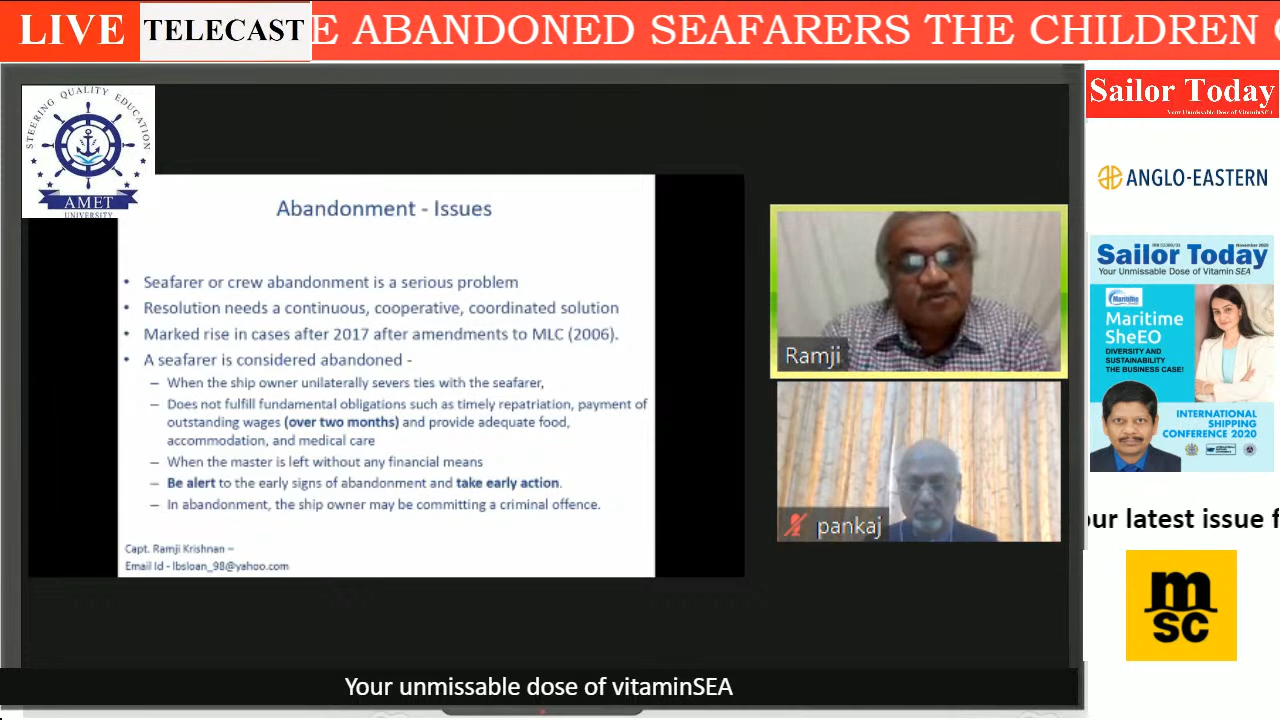 LIVE TELECAST E ABANDONED SEAFARERS THE CHILDREN
STEERING QUALITY EDUCATION
AMET
UNIVERSITY
Abandonment - Issues
• Seafarer or crew abandonment is a serious problem
• Resolution needs a continuous, cooperative, coordinated solution
• Marked rise in cases after 2017 after amendments to MLC (2006).
• A seafarer is considered abandoned -
– When the ship owner unilaterally severs ties with the seafarer,
– Does not fulfill fundamental obligations such as timely repatriation, payment of
outstanding wages (over two months) and provide adequate food,
accommodation, and medical care
– When the master is left without any financial means
– Be alert to the early signs of abandonment and take early action.
– In abandonment, the ship owner may be committing a criminal offence.
Capt. Ramji Krishnan –
Email Id - lbsloan_98@yahoo.com
Ramji
pankaj
Sailor Today
Your Unmissable Dose of VitaminSEA
ANGLO-EASTERN
November 2020
Sailor Today
Your Unmissable Dose of Vitamin SEA
Maritime
SheEO
DIVERSITY AND
SUSTAINABILITY
THE BUSINESS CASE!
INTERNATIONAL
SHIPPING
CONFERENCE 2020
our latest issue f
msc
Your unmissable dose of vitaminSEA